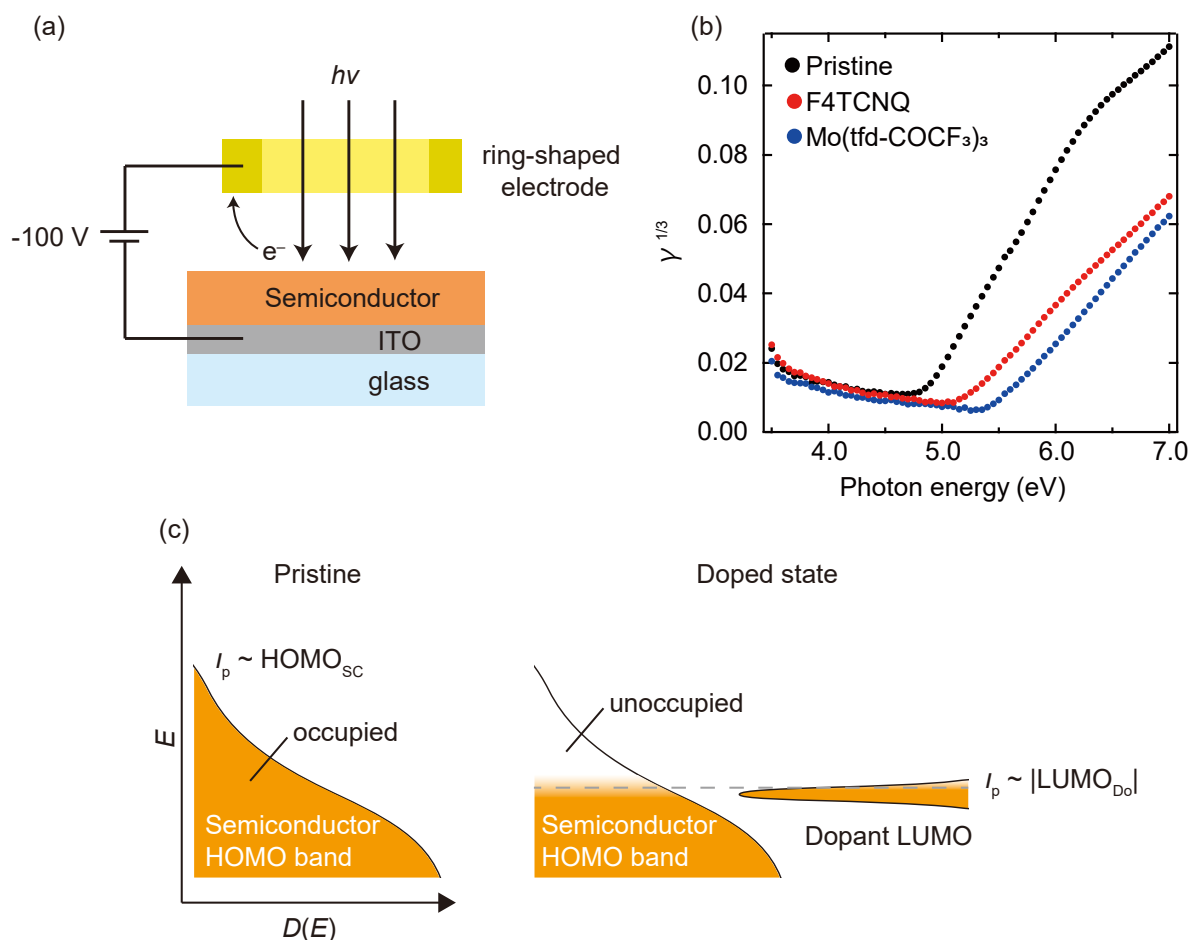 (a)
hν
ring-shaped
electrode
-100 V
e⁻
Semiconductor
ITO
glass
(b)
Pristine
F4TCNQ
Mo(tfd-COCF₃)₃
0.10
0.08
0.06
0.04
0.02
0.00
γ ^1/3
4.0 5.0 6.0 7.0
Photon energy (eV)
(c)
Pristine
Doped state
I_p ~ HOMO_SC
occupied
E
Semiconductor
HOMO band
D(E)
unoccupied
I_p ~ |LUMO_Do|
Semiconductor
HOMO band
Dopant LUMO